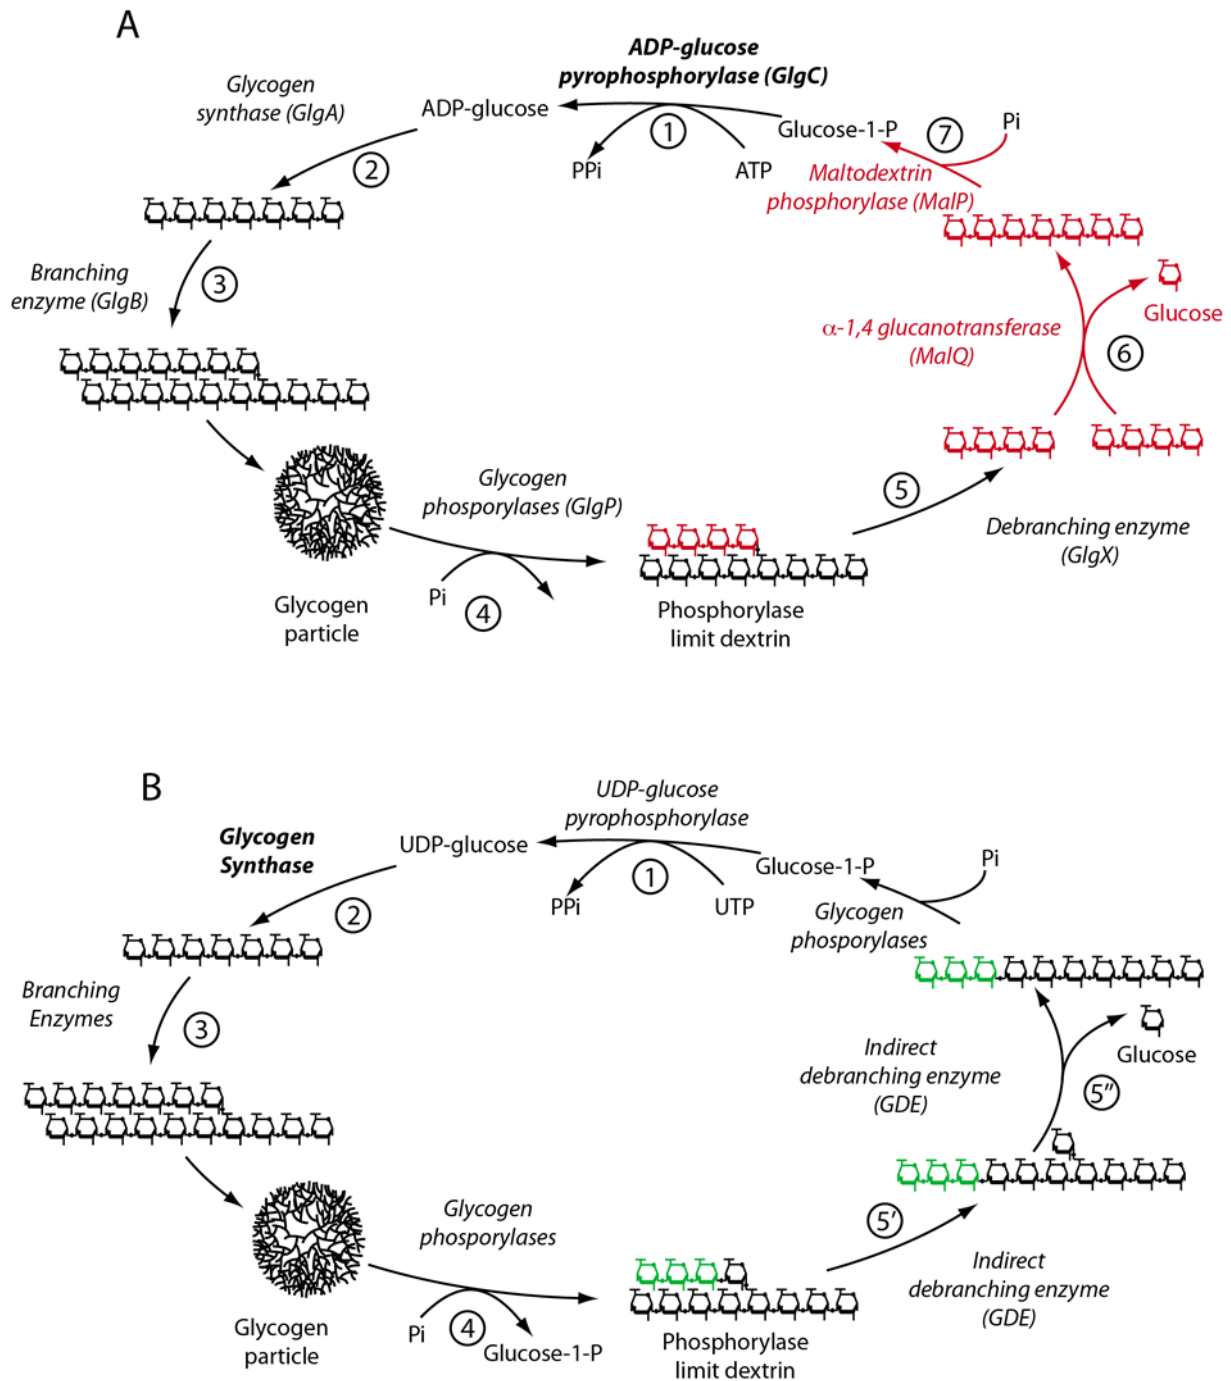 A
ADP-glucose
pyrophosphorylase (GlgC)
Glycogen
synthase (GlgA)
ADP-glucose
Glucose-1-P
7
Pi
1
PPi
ATP
2
Maltodextrin
phosphorylase (MalP)
Branching
enzyme (GlgB)
3
Glucose
α-1,4 glucanotransferase
(MalQ)
6
Glycogen
phosporylases (GlgP)
5
Debranching enzyme
(GlgX)
Pi
4
Glycogen
particle
Phosphorylase
limit dextrin
B
UDP-glucose
pyrophosphorylase
Glycogen
Synthase
UDP-glucose
Glucose-1-P
Pi
1
PPi
UTP
2
Glycogen
phosporylases
Branching
Enzymes
3
Indirect
debranching enzyme
(GDE)
Glucose
5″
Glycogen
phosporylases
5′
Indirect
debranching enzyme
(GDE)
Pi
4
Glucose-1-P
Glycogen
particle
Phosphorylase
limit dextrin